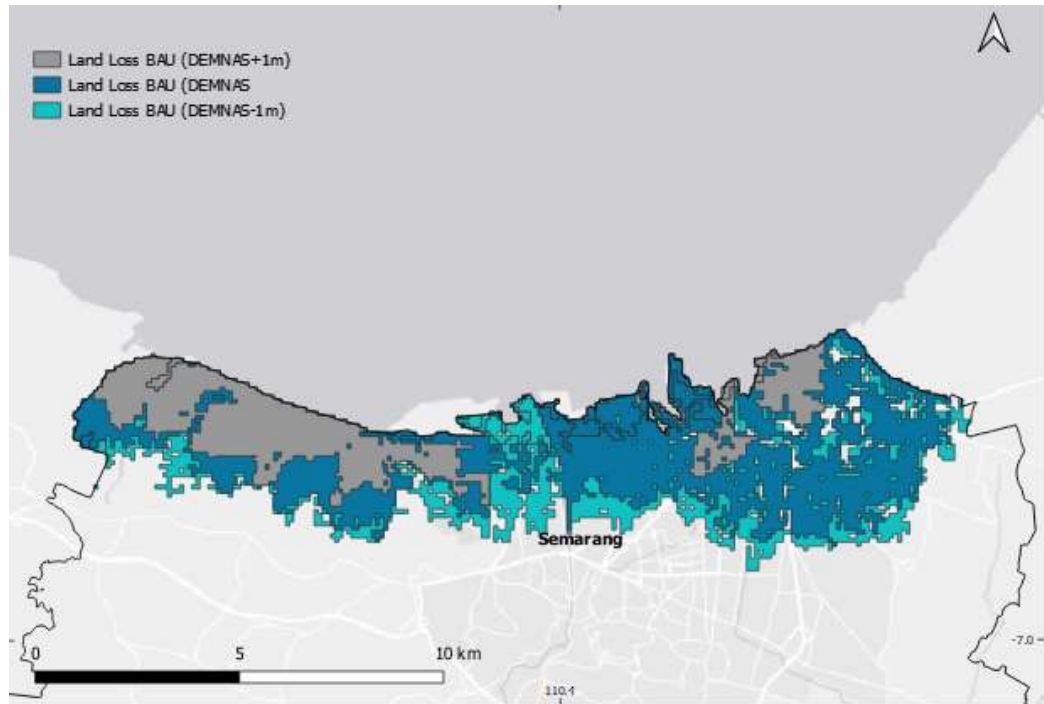 Land Loss BAU (DEMNAS+1m)
Land Loss BAU (DEMNAS
Land Loss BAU (DEMNAS-1m)
Semarang
0 5 10 km
-7.0
110.4